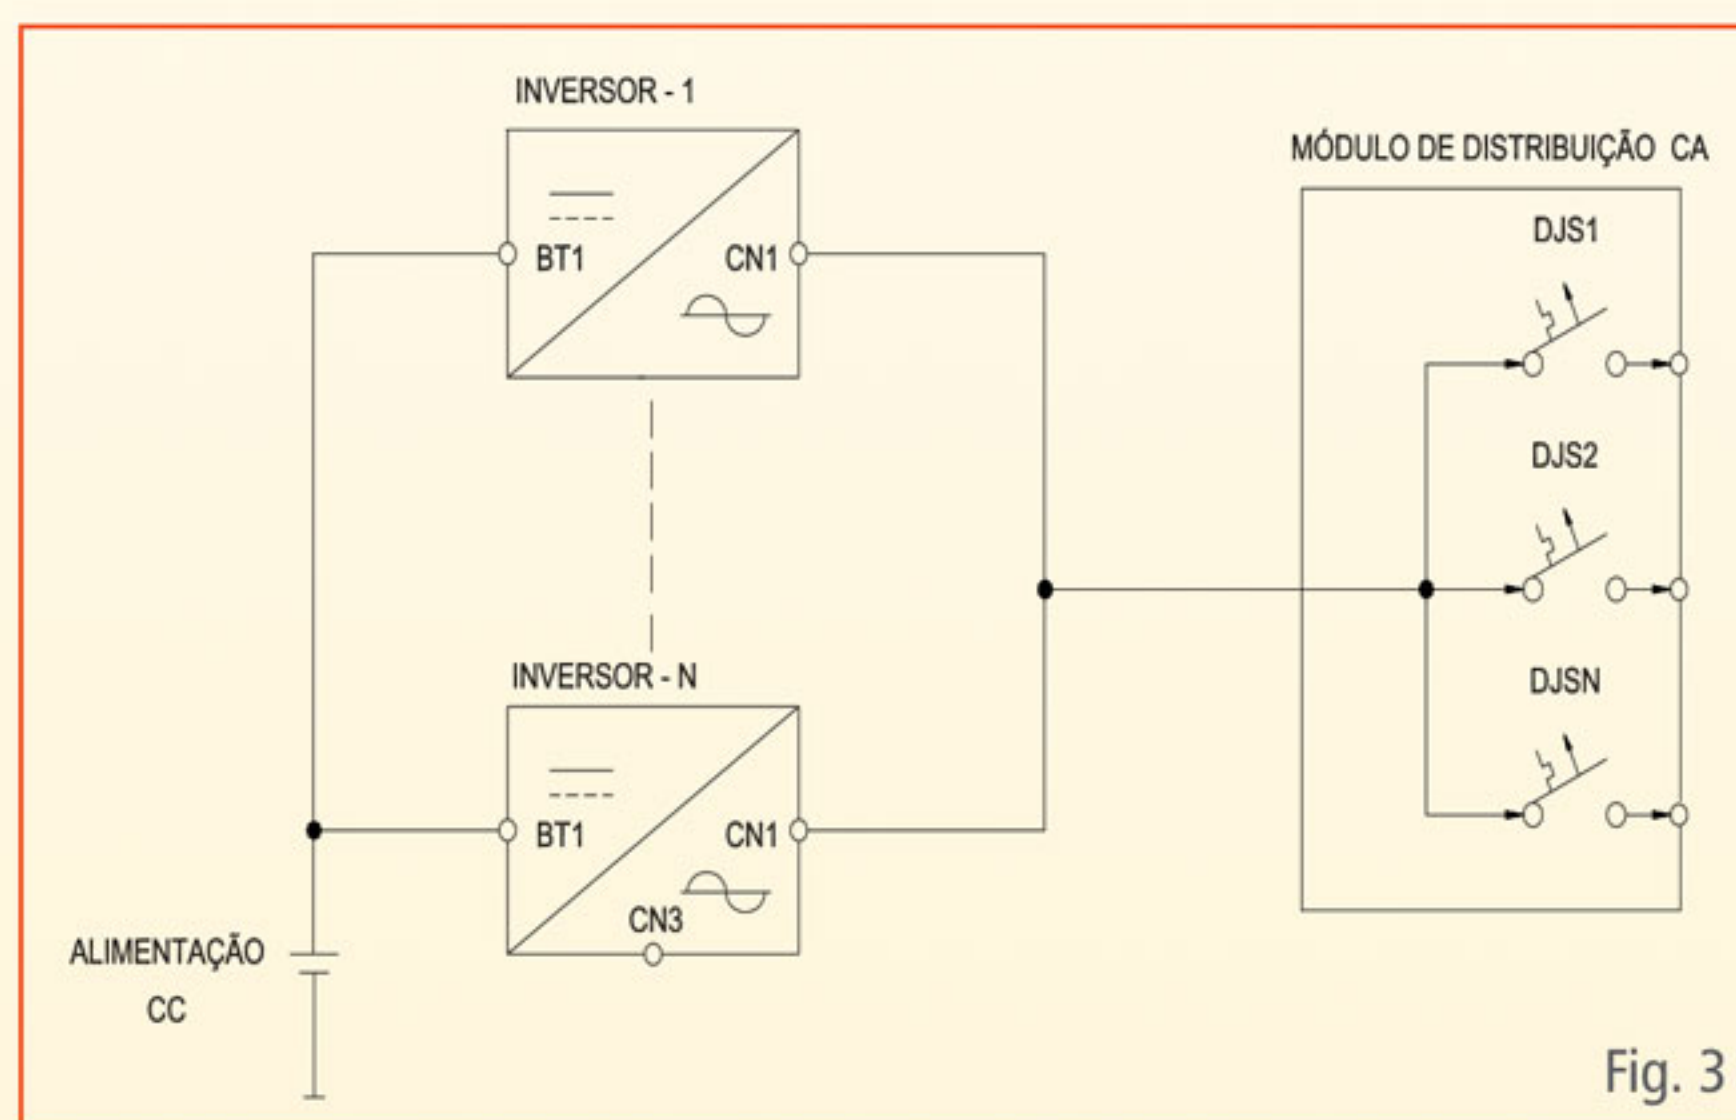 INVERSOR - 1
BT1
CN1
INVERSOR - N
BT1
CN1
CN3
ALIMENTAÇÃO
CC
MÓDULO DE DISTRIBUIÇÃO CA
DJS1
DJS2
DJSN
Fig. 3